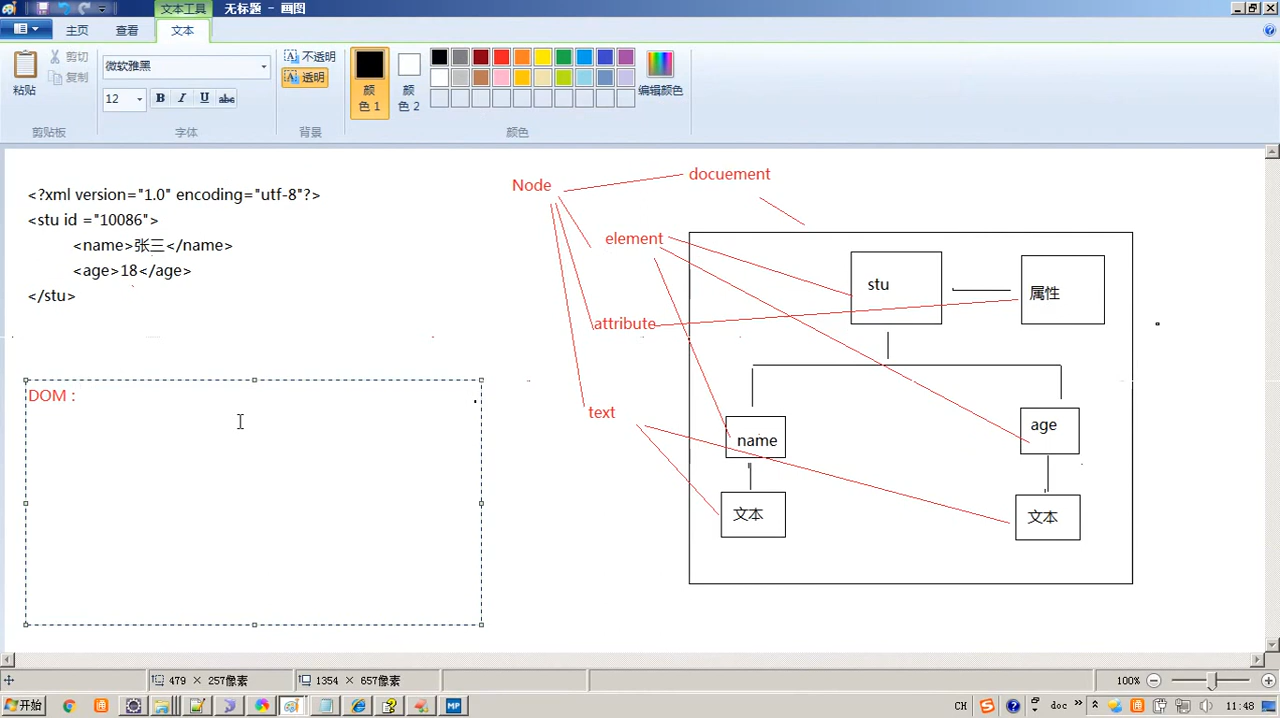 文本工具
无标题 - 画图
主页
查看
文本
粘贴
剪切
复制
剪贴板
微软雅黑
12
B
I
U
abc
字体
不透明
透明
背景
颜
色 1
颜
色 2
编辑颜色
颜色
<?xml version="1.0" encoding="utf-8"?>
<stu id ="10086">
<name>张三</name>
<age>18</age>
</stu>
DOM :
Node
docuement
element
attribute
text
stu
属性
name
age
文本
文本
479 × 257像素
1354 × 657像素
100%
开始
MP
CH
doc
11:48